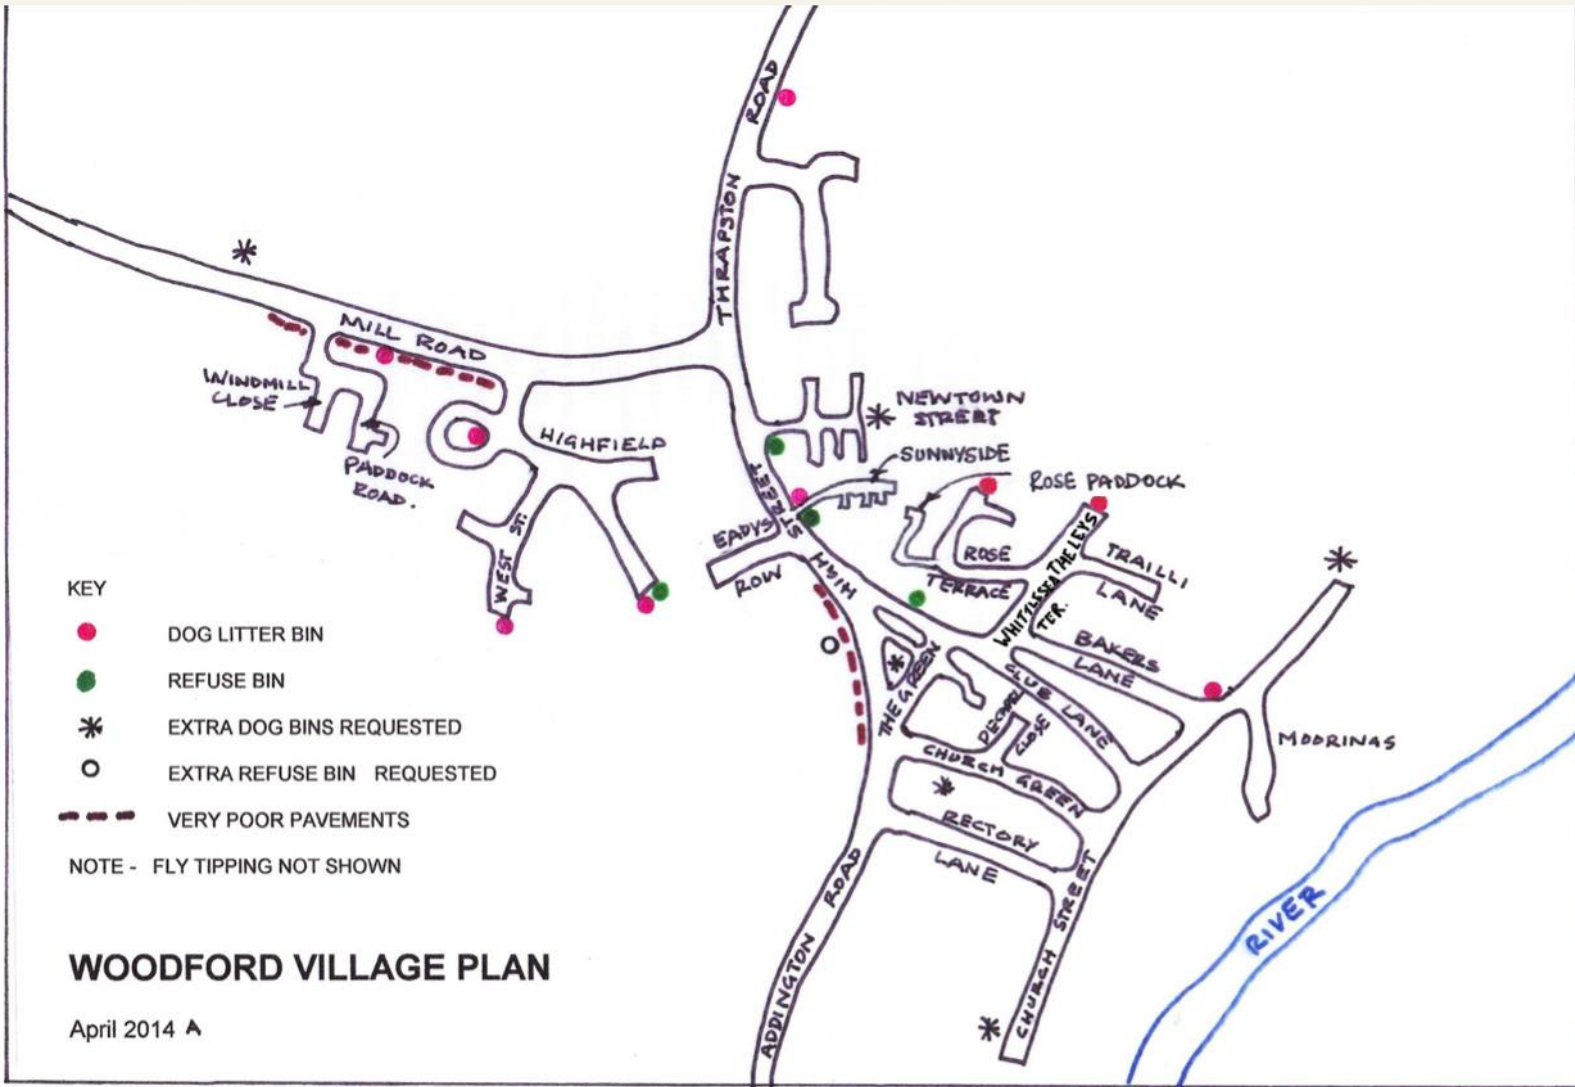 THRAPSTON ROAD
MILL ROAD
WINDMILL
CLOSE
PADDOCK
ROAD.
HIGHFIELD
WEST ST.
NEWTOWN
STREET
SUNNYSIDE
ROSE PADDOCK
HIGH STREET
EADYS
ROW
ROSE
TERRACE
THE LEYS
WHITTLESEA
TER.
TRAILLI
LANE
BAKERS
LANE
CLUE LANE
THE GREEN
CLOSE
CHURCH GREEN
RECTORY
LANE
MOORINGS
CHURCH STREET
ADDINGTON ROAD
RIVER
KEY
DOG LITTER BIN
REFUSE BIN
EXTRA DOG BINS REQUESTED
EXTRA REFUSE BIN REQUESTED
VERY POOR PAVEMENTS
NOTE - FLY TIPPING NOT SHOWN
WOODFORD VILLAGE PLAN
April 2014 A